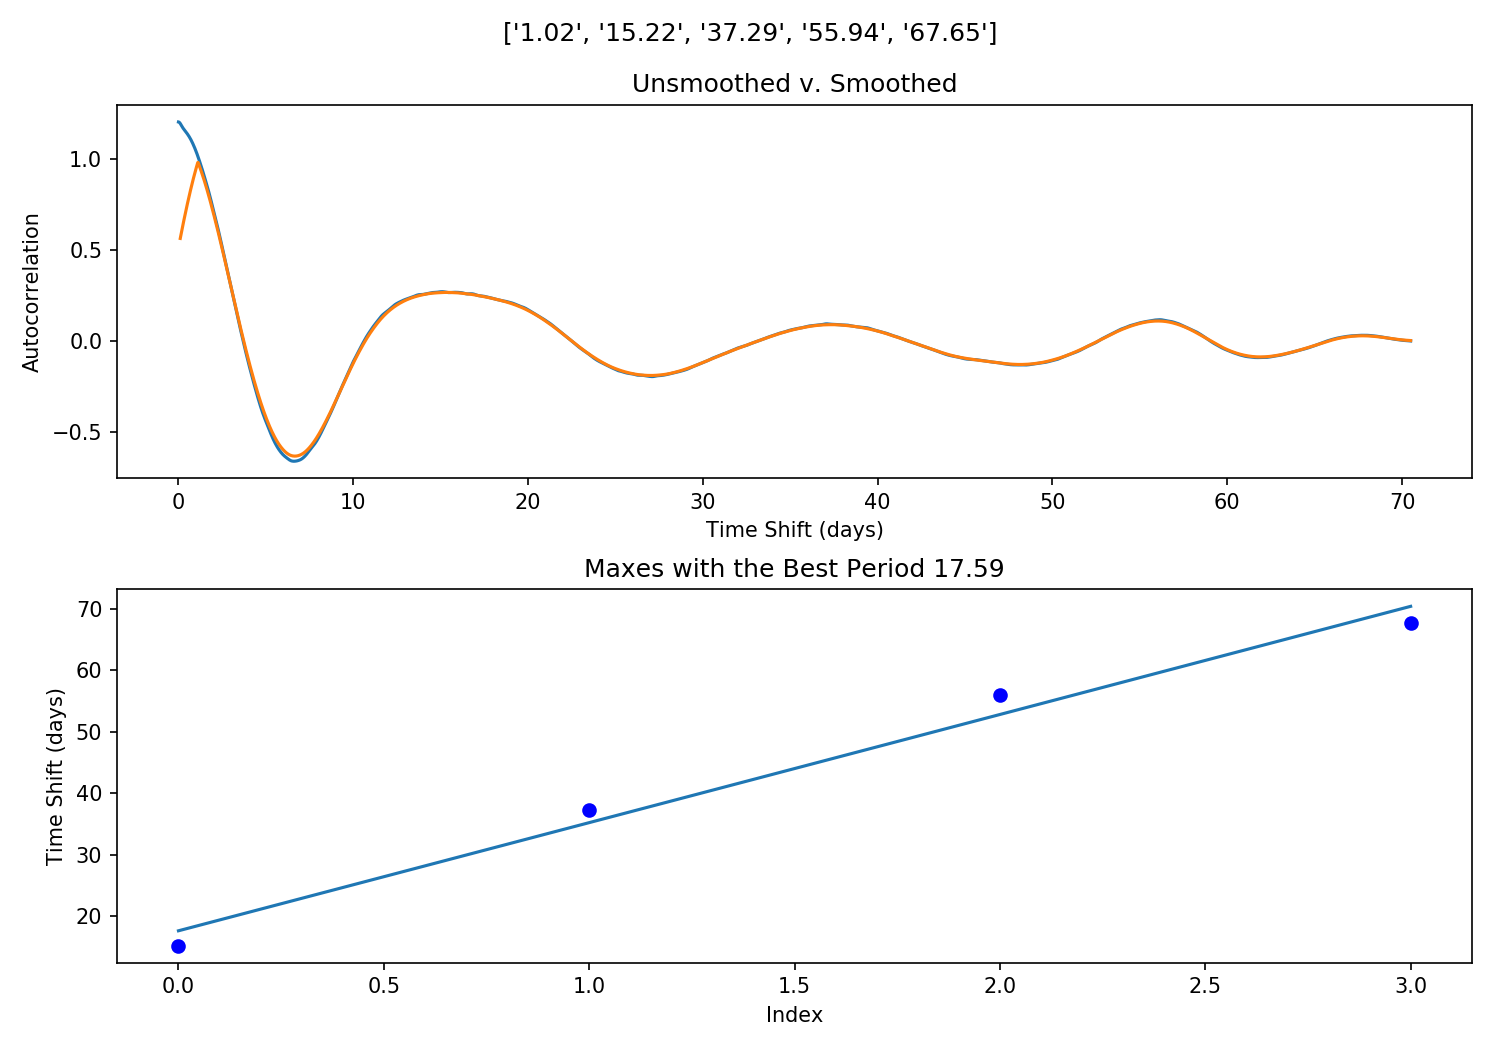 ['1.02', '15.22', '37.29', '55.94', '67.65']
Unsmoothed v. Smoothed
Autocorrelation
1.0
0.5
0.0
−0.5
0 10 20 30 40 50 60 70
Time Shift (days)
Maxes with the Best Period 17.59
Time Shift (days)
70
60
50
40
30
20
0.0 0.5 1.0 1.5 2.0 2.5 3.0
Index